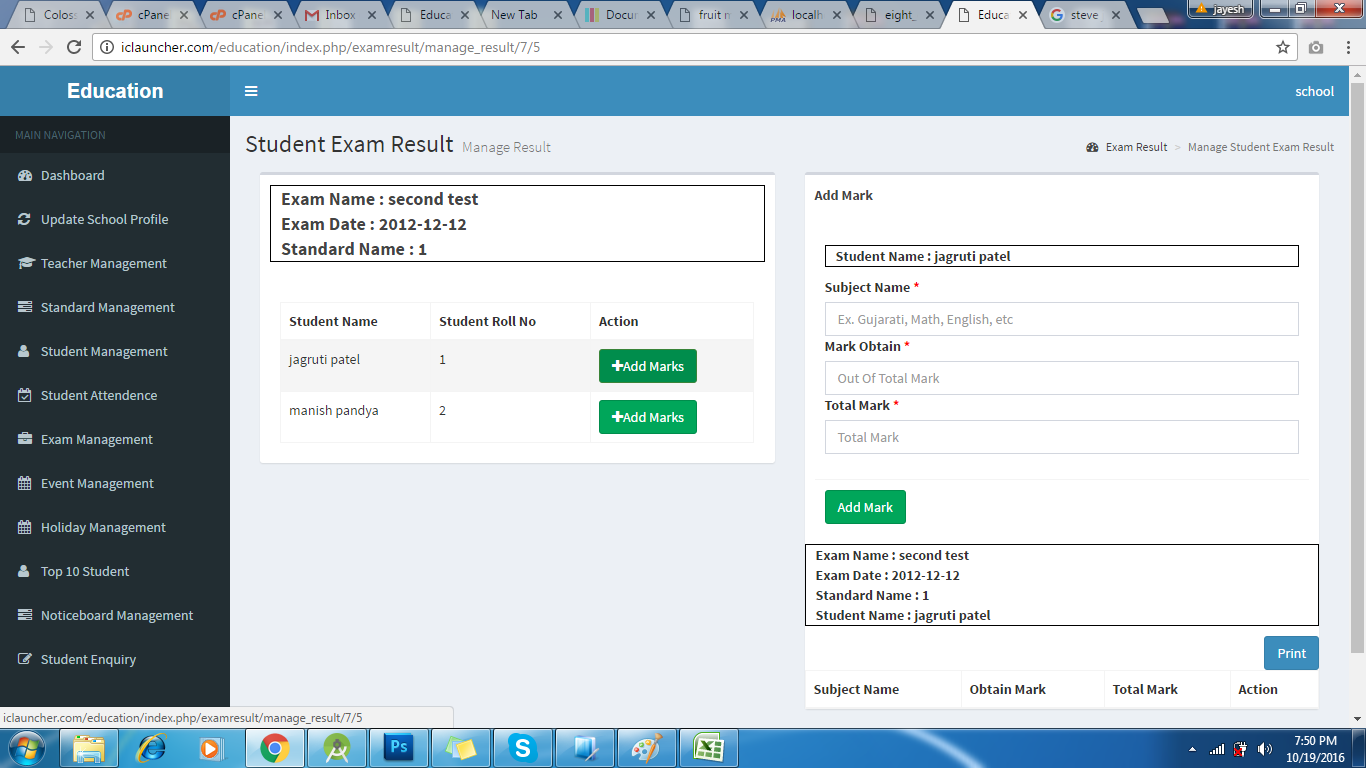 Colos
cPane
cPane
Inbox
Educa
New Tab
Docur
fruit m
localh
eight_
Educa
steve
jayesh
iclauncher.com/education/index.php/examresult/manage_result/7/5
Education
school
MAIN NAVIGATION
Dashboard
Update School Profile
Teacher Management
Standard Management
Student Management
Student Attendence
Exam Management
Event Management
Holiday Management
Top 10 Student
Noticeboard Management
Student Enquiry
Student Exam Result Manage Result
Exam Result > Manage Student Exam Result
Exam Name : second test
Exam Date : 2012-12-12
Standard Name : 1
Student Name Student Roll No Action
jagruti patel 1 Add Marks
manish pandya 2 Add Marks
Add Mark
Student Name : jagruti patel
Subject Name *
Ex. Gujarati, Math, English, etc
Mark Obtain *
Out Of Total Mark
Total Mark *
Total Mark
Add Mark
Exam Name : second test
Exam Date : 2012-12-12
Standard Name : 1
Student Name : jagruti patel
Print
Subject Name Obtain Mark Total Mark Action
iclauncher.com/education/index.php/examresult/manage_result/7/5
Ps
7:50 PM
10/19/2016